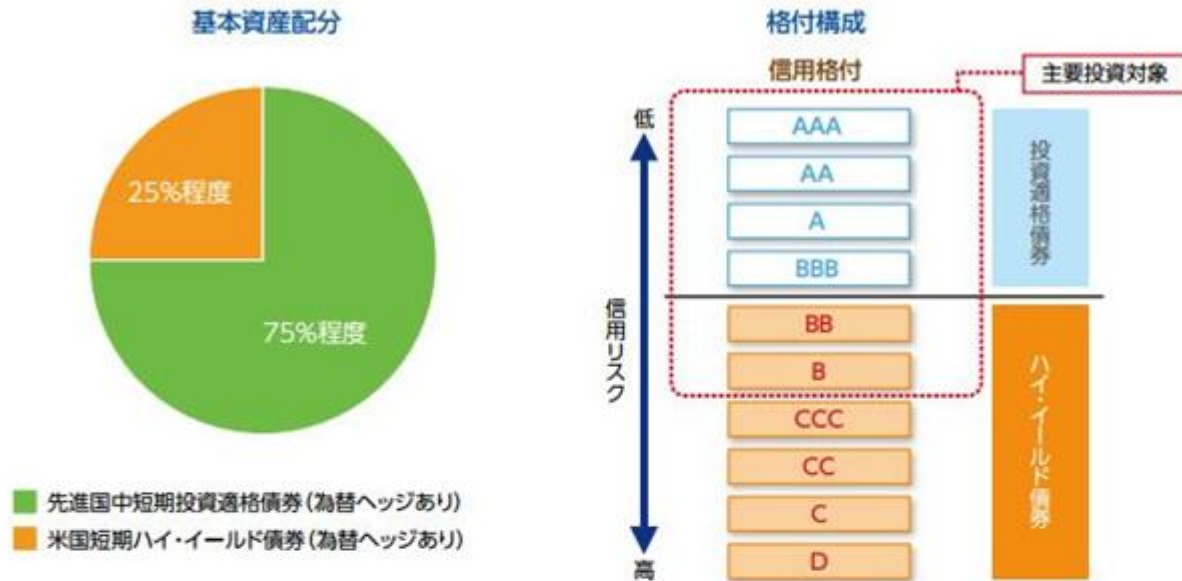 基本資産配分
25%程度
75%程度
先進国中短期投資適格債券(為替ヘッジあり)
米国短期ハイ・イールド債券(為替ヘッジあり)
格付構成
信用格付
主要投資対象
低
信用リスク
高
AAA
AA
A
BBB
BB
B
CCC
CC
C
D
投資適格債券
ハイ・イールド債券